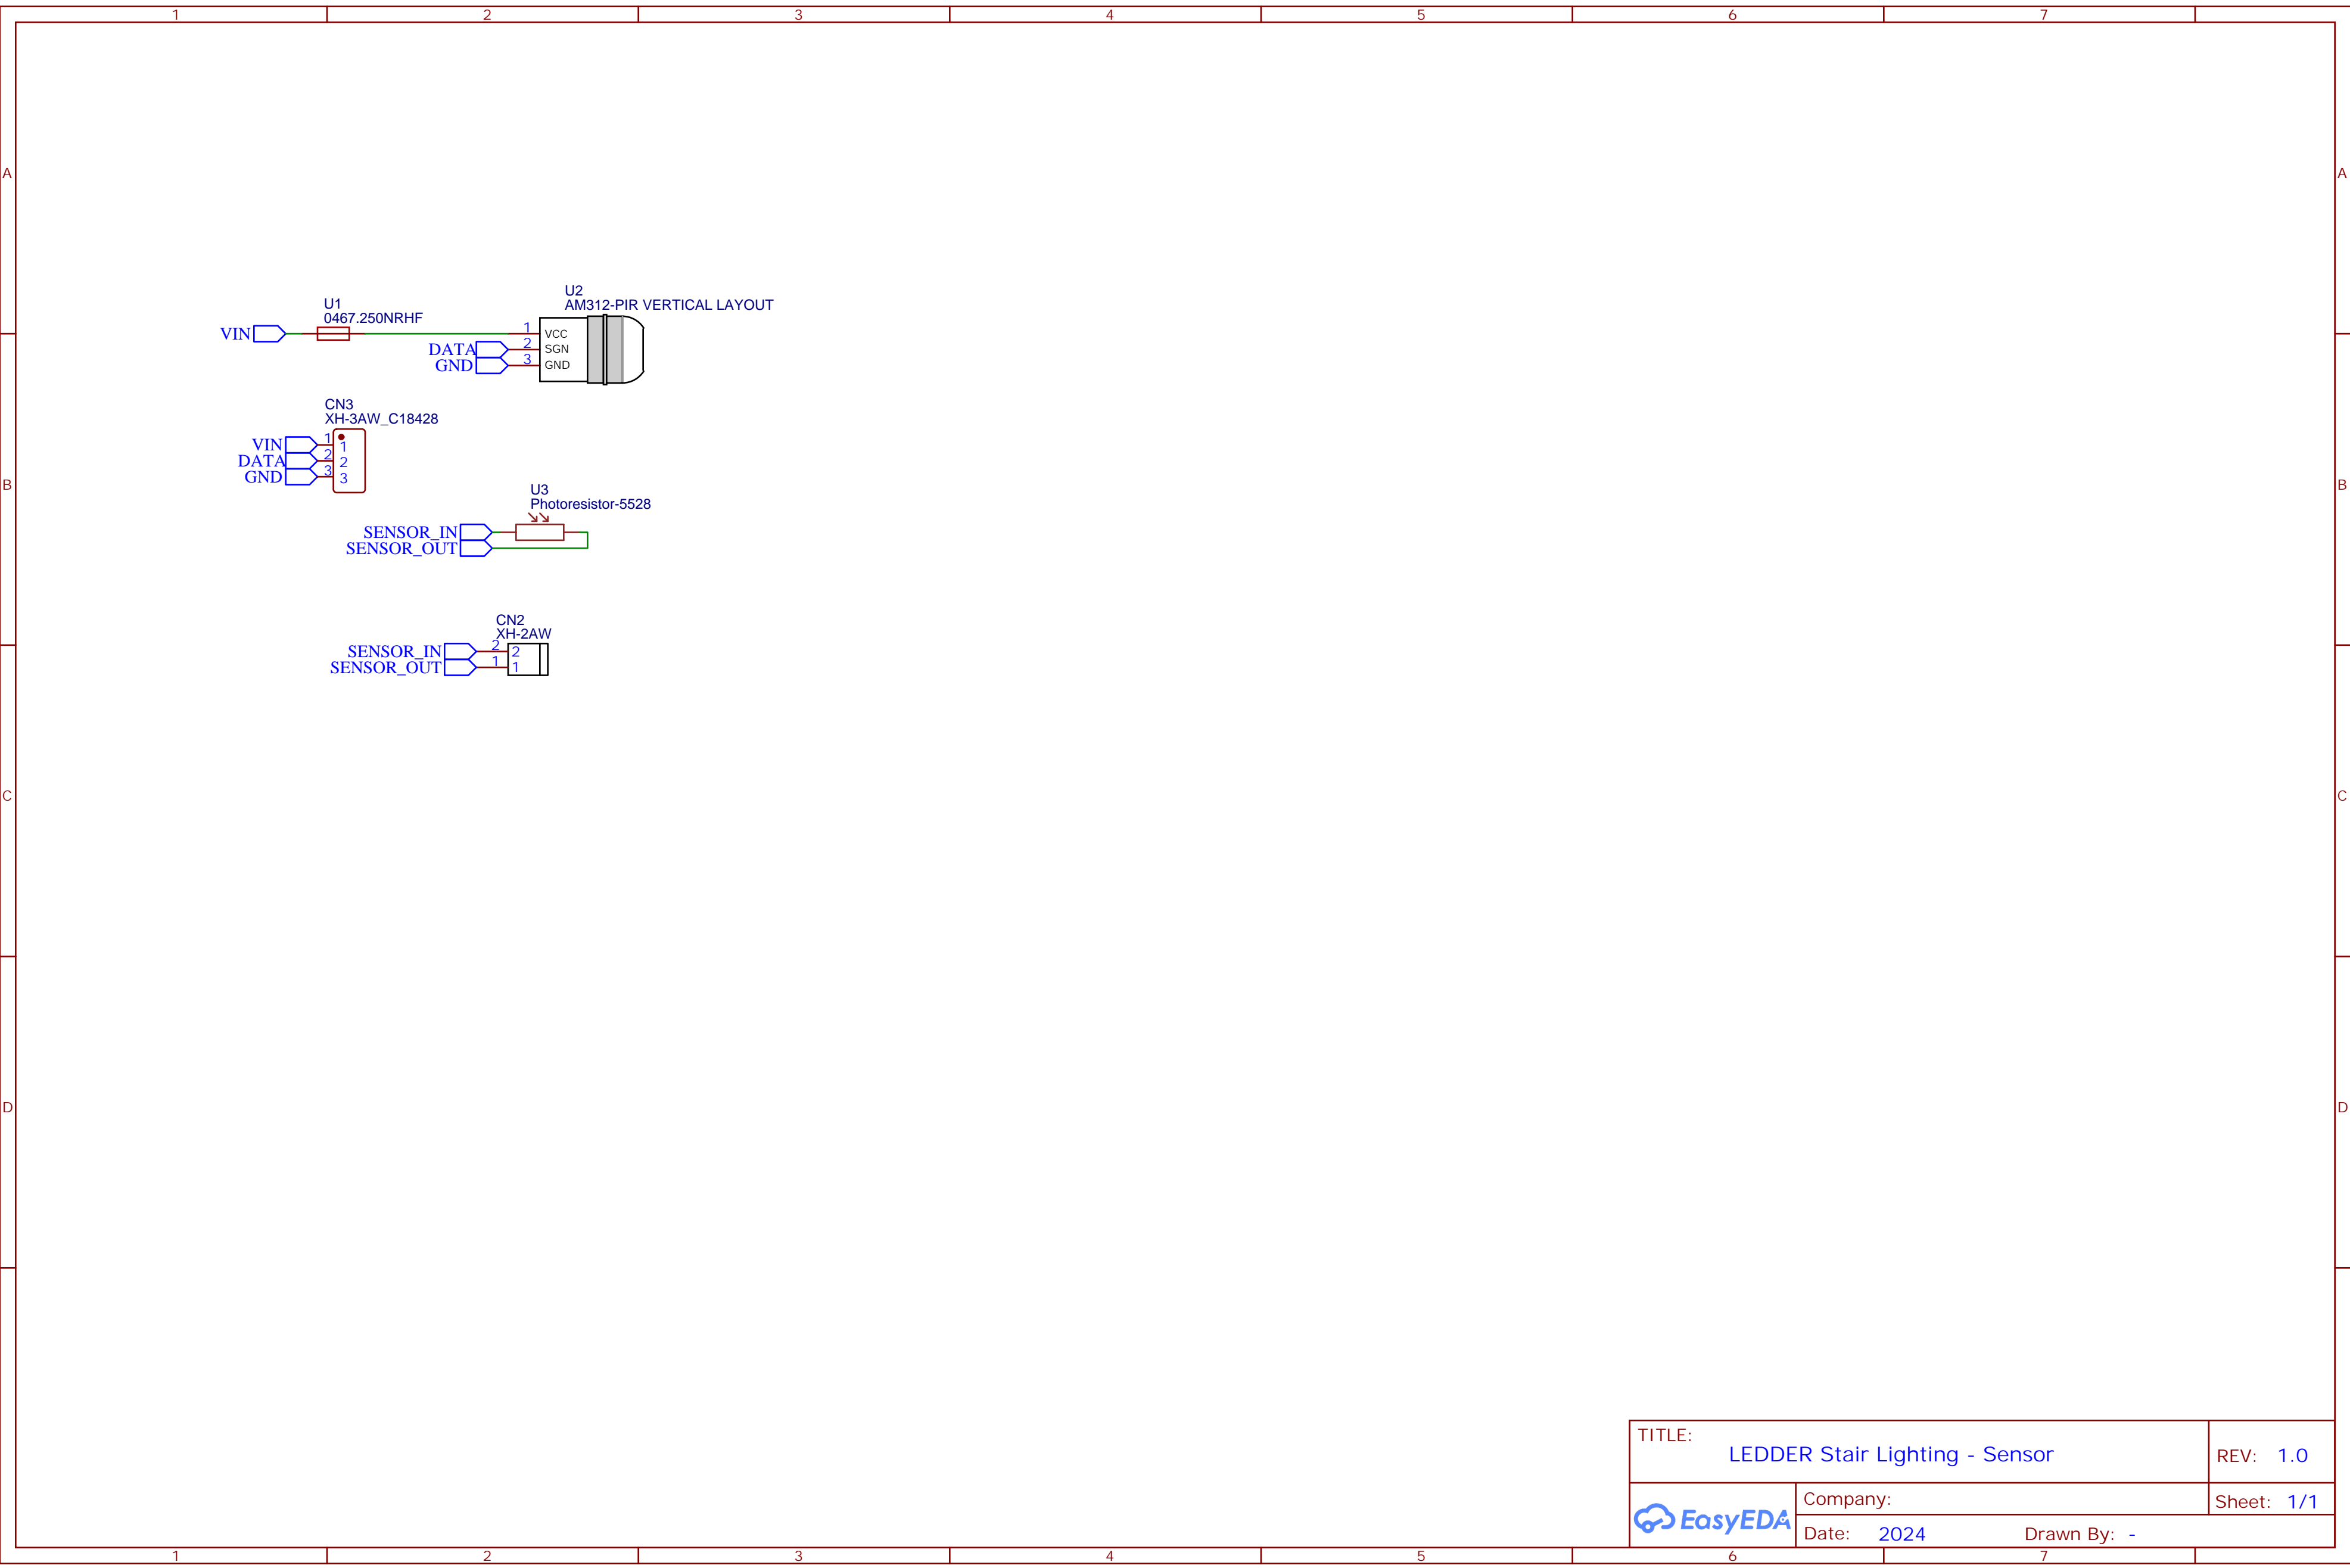 1 2 3 4 5 6 7
A A
U2
AM312-PIR VERTICAL LAYOUT
U1
0467.250NRHF
VIN
1 VCC
DATA 2 SGN
GND 3 GND
CN3
XH-3AW_C18428
VIN 1 1
DATA 2 2
GND 3 3
B B
U3
Photoresistor-5528
SENSOR_IN
SENSOR_OUT
CN2
XH-2AW
SENSOR_IN 2 2
SENSOR_OUT 1 1
C C
D D
TITLE:
LEDDER Stair Lighting - Sensor
REV: 1.0
EasyEDA
Company:
Sheet: 1/1
Date: 2024 Drawn By: -
1 2 3 4 5 6 7